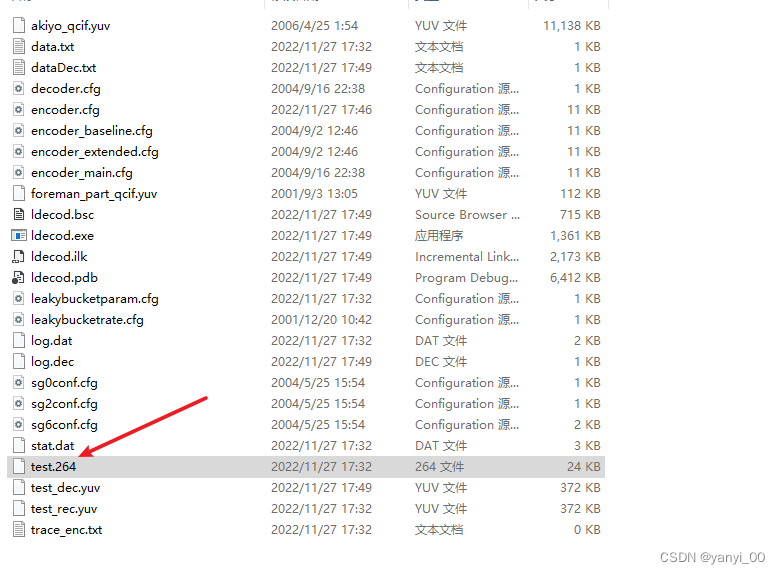 akiyo_qcif.yuv 2006/4/25 1:54 YUV 文件 11,138 KB
data.txt 2022/11/27 17:32 文本文档 1 KB
dataDec.txt 2022/11/27 17:49 文本文档 1 KB
decoder.cfg 2004/9/16 22:38 Configuration 源... 1 KB
encoder.cfg 2022/11/27 17:46 Configuration 源... 11 KB
encoder_baseline.cfg 2004/9/2 12:46 Configuration 源... 11 KB
encoder_extended.cfg 2004/9/2 12:46 Configuration 源... 11 KB
encoder_main.cfg 2004/9/16 22:38 Configuration 源... 11 KB
foreman_part_qcif.yuv 2001/9/3 13:05 YUV 文件 112 KB
ldecod.bsc 2022/11/27 17:49 Source Browser ... 715 KB
ldecod.exe 2022/11/27 17:49 应用程序 1,361 KB
ldecod.ilk 2022/11/27 17:49 Incremental Link... 2,173 KB
ldecod.pdb 2022/11/27 17:49 Program Debug... 6,412 KB
leakybucketparam.cfg 2022/11/27 17:32 Configuration 源... 1 KB
leakybucketrate.cfg 2001/12/20 10:42 Configuration 源... 1 KB
log.dat 2022/11/27 17:32 DAT 文件 2 KB
log.dec 2022/11/27 17:49 DEC 文件 1 KB
sg0conf.cfg 2004/5/25 15:54 Configuration 源... 1 KB
sg2conf.cfg 2004/5/25 15:54 Configuration 源... 1 KB
sg6conf.cfg 2004/5/25 15:54 Configuration 源... 2 KB
stat.dat 2022/11/27 17:32 DAT 文件 3 KB
test.264 2022/11/27 17:32 264 文件 24 KB
test_dec.yuv 2022/11/27 17:49 YUV 文件 372 KB
test_rec.yuv 2022/11/27 17:32 YUV 文件 372 KB
trace_enc.txt 2022/11/27 17:32 文本文档 0 KB
CSDN @yanyi_00